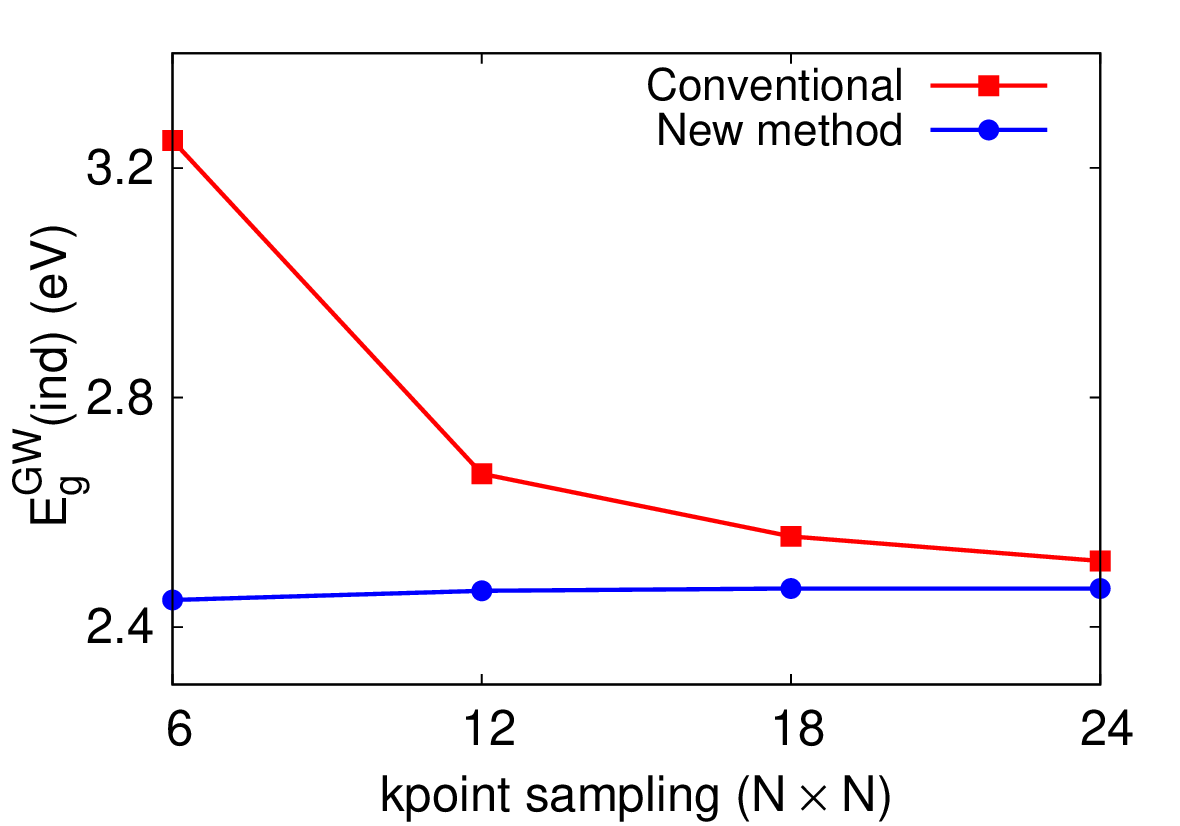 Conventional
New method
3.2
2.8
2.4
E_g^GW(ind) (eV)
6 12 18 24
kpoint sampling (N × N)